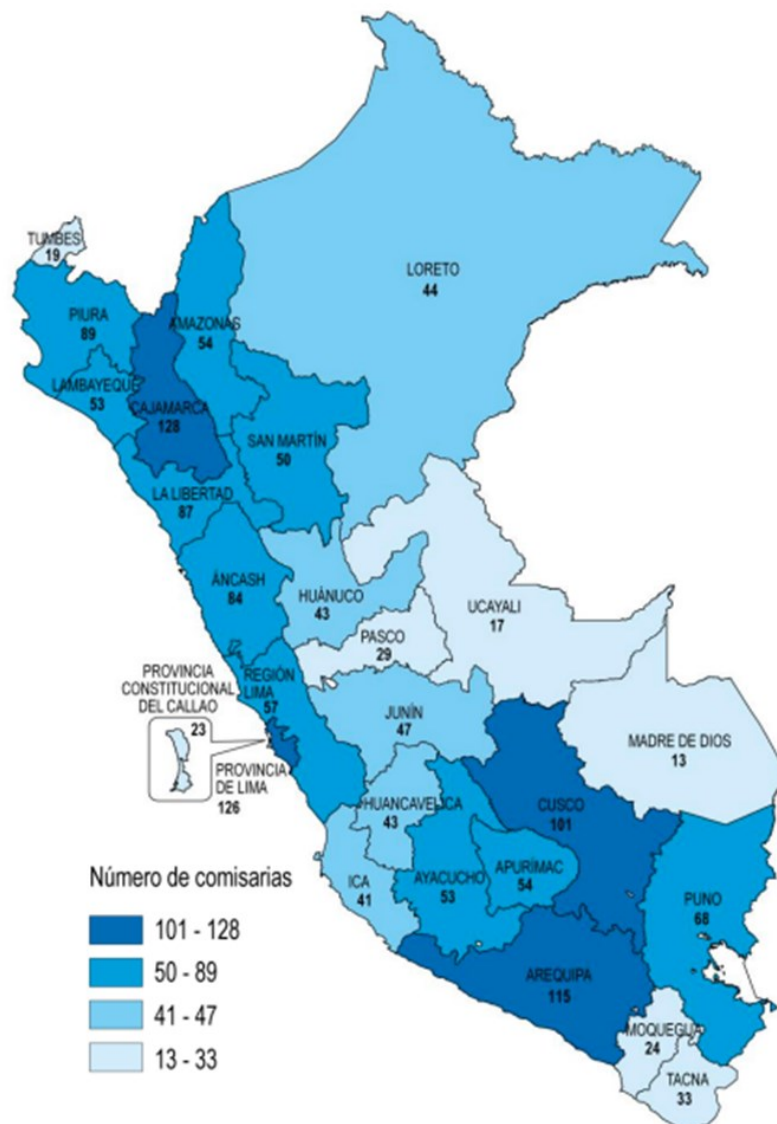 TUMBES
19
PIURA
89
LAMBAYEQUE
53
CAJAMARCA
128
AMAZONAS
54
LORETO
44
SAN MARTÍN
50
LA LIBERTAD
87
ÁNCASH
84
HUÁNUCO
43
UCAYALI
17
PASCO
29
PROVINCIA
CONSTITUCIONAL
DEL CALLAO
23
REGIÓN
LIMA
57
PROVINCIA
DE LIMA
126
JUNÍN
47
MADRE DE DIOS
13
HUANCAVELICA
43
CUSCO
101
ICA
41
AYACUCHO
53
APURÍMAC
54
PUNO
68
AREQUIPA
115
MOQUEGUA
24
TACNA
33
Número de comisarias
101 - 128
50 - 89
41 - 47
13 - 33